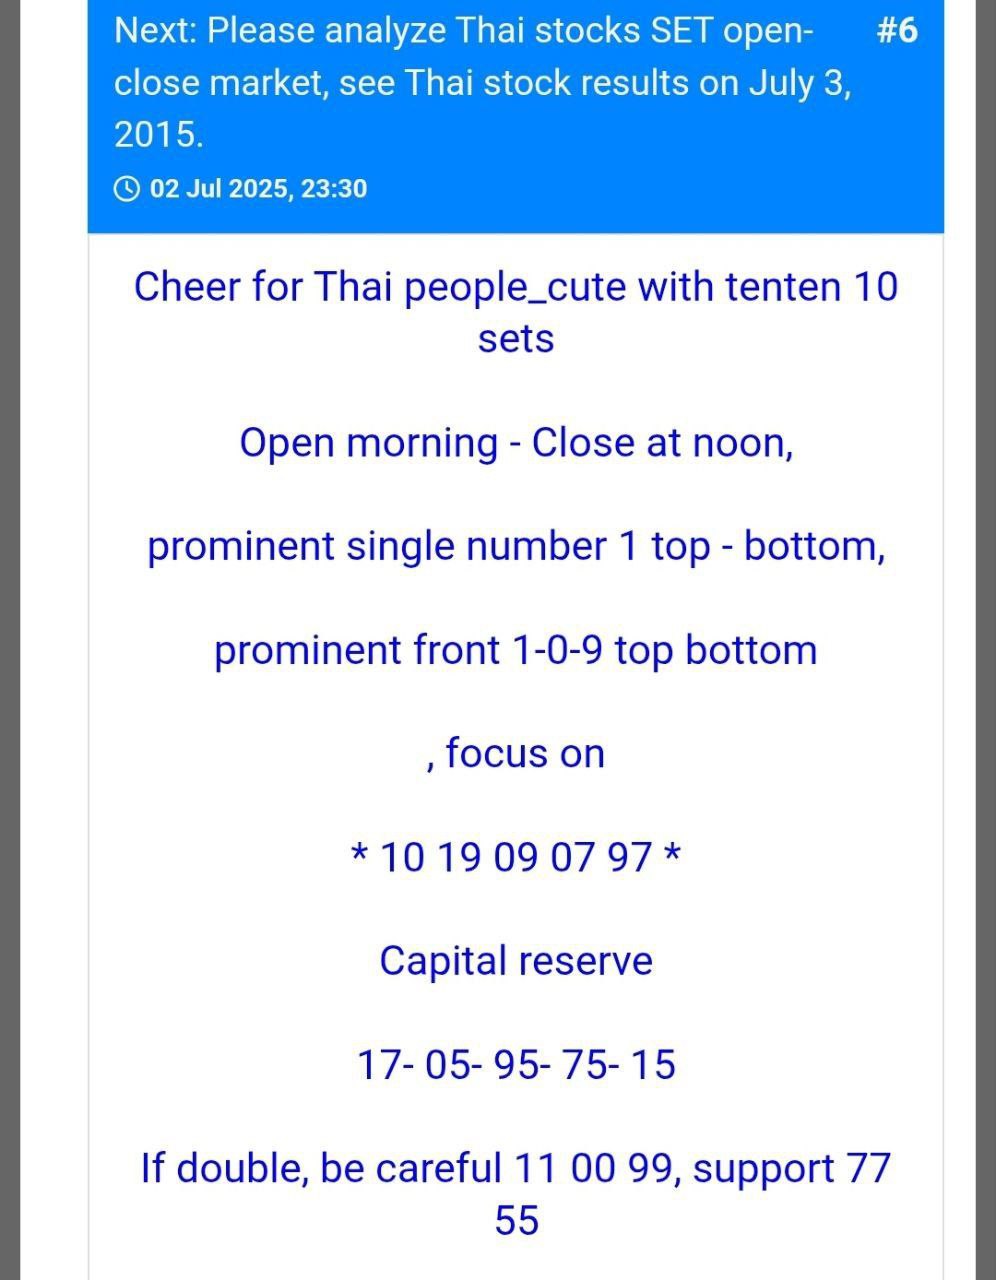 Next: Please analyze Thai stocks SET open-
#6
close market, see Thai stock results on July 3,
2015.
02 Jul 2025, 23:30
Cheer for Thai people_cute with tenten 10
sets
Open morning - Close at noon,
prominent single number 1 top - bottom,
prominent front 1-0-9 top bottom
, focus on
* 10 19 09 07 97 *
Capital reserve
17- 05- 95- 75- 15
If double, be careful 11 00 99, support 77
55